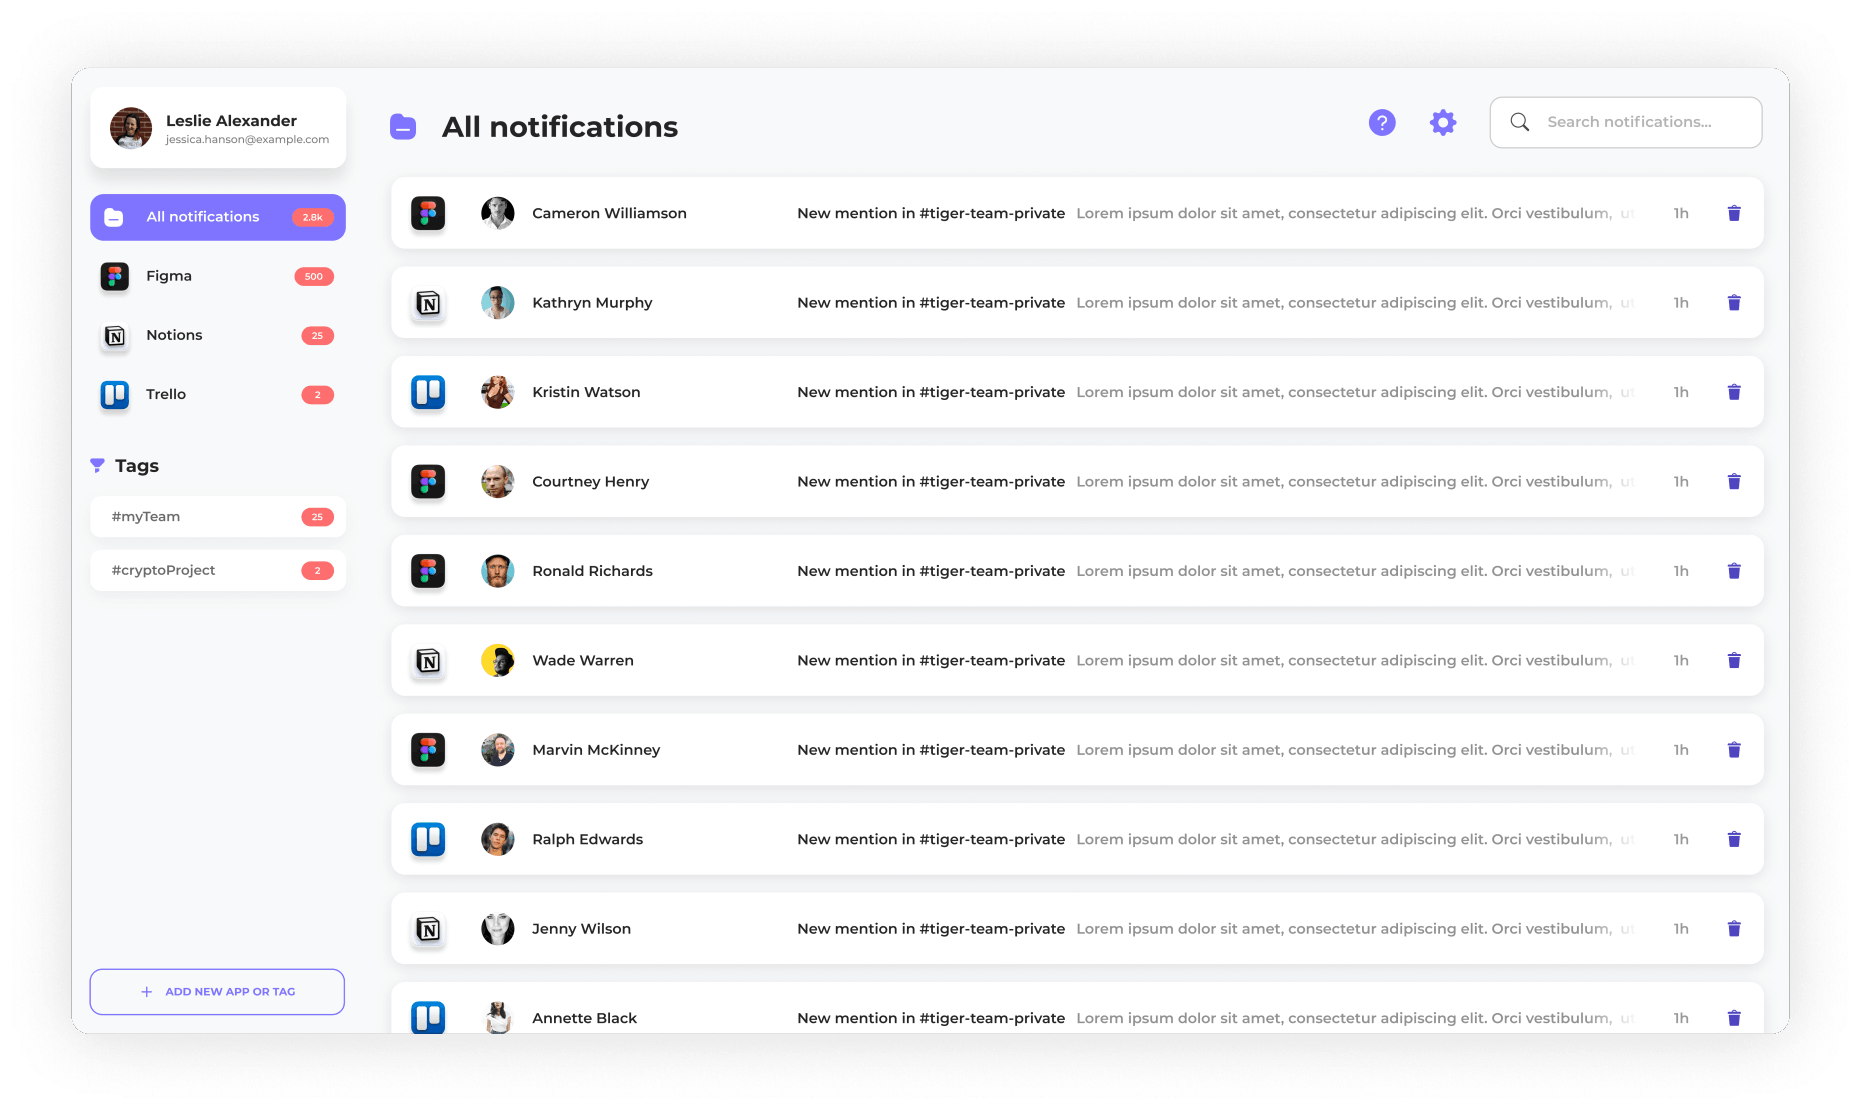 Leslie Alexander
jessica.hanson@example.com
All notifications 2.8k
Figma 500
Notions 25
Trello 2
Tags
#myTeam 25
#cryptoProject 2
+ ADD NEW APP OR TAG
All notifications
? Search notifications...
Cameron Williamson New mention in #tiger-team-private Lorem ipsum dolor sit amet, consectetur adipiscing elit. Orci vestibulum, ut 1h
N Kathryn Murphy New mention in #tiger-team-private Lorem ipsum dolor sit amet, consectetur adipiscing elit. Orci vestibulum, ut 1h
Kristin Watson New mention in #tiger-team-private Lorem ipsum dolor sit amet, consectetur adipiscing elit. Orci vestibulum, ut 1h
Courtney Henry New mention in #tiger-team-private Lorem ipsum dolor sit amet, consectetur adipiscing elit. Orci vestibulum, ut 1h
Ronald Richards New mention in #tiger-team-private Lorem ipsum dolor sit amet, consectetur adipiscing elit. Orci vestibulum, ut 1h
N Wade Warren New mention in #tiger-team-private Lorem ipsum dolor sit amet, consectetur adipiscing elit. Orci vestibulum, ut 1h
Marvin McKinney New mention in #tiger-team-private Lorem ipsum dolor sit amet, consectetur adipiscing elit. Orci vestibulum, ut 1h
Ralph Edwards New mention in #tiger-team-private Lorem ipsum dolor sit amet, consectetur adipiscing elit. Orci vestibulum, ut 1h
N Jenny Wilson New mention in #tiger-team-private Lorem ipsum dolor sit amet, consectetur adipiscing elit. Orci vestibulum, ut 1h
Annette Black New mention in #tiger-team-private Lorem ipsum dolor sit amet, consectetur adipiscing elit. Orci vestibulum, ut 1h